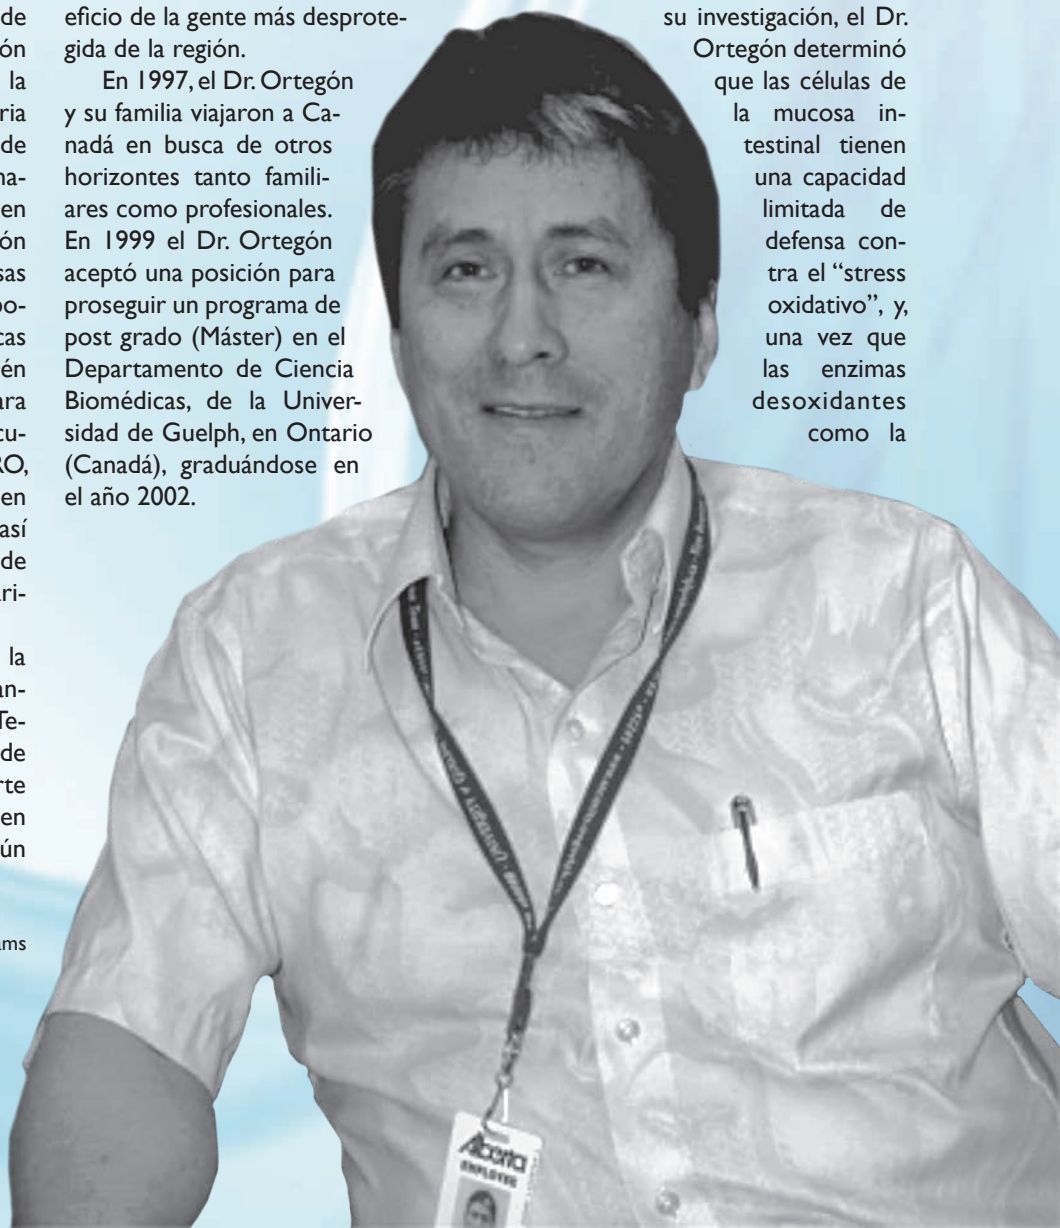 de
ón
la
ria
de
na-
en
ón
sas
po-
cas
én
ara
cu-
RO,
en
así
de
ari-
la
an-
Te-
de
rte
en
ún
ams
eficio de la gente más desprote-
gida de la región.
En 1997, el Dr. Ortegón
y su familia viajaron a Ca-
nadá en busca de otros
horizontes tanto famili-
ares como profesionales.
En 1999 el Dr. Ortegón
aceptó una posición para
proseguir un programa de
post grado (Máster) en el
Departamento de Ciencia
Biomédicas, de la Univer-
sidad de Guelph, en Ontario
(Canadá), graduándose en
el año 2002.
su investigación, el Dr.
Ortegón determinó
que las células de
la mucosa in-
testinal tienen
una capacidad
limitada de
defensa con-
tra el “stress
oxidativo”, y,
una vez que
las enzimas
desoxidantes
como la
Alberta
EMPLOYEE